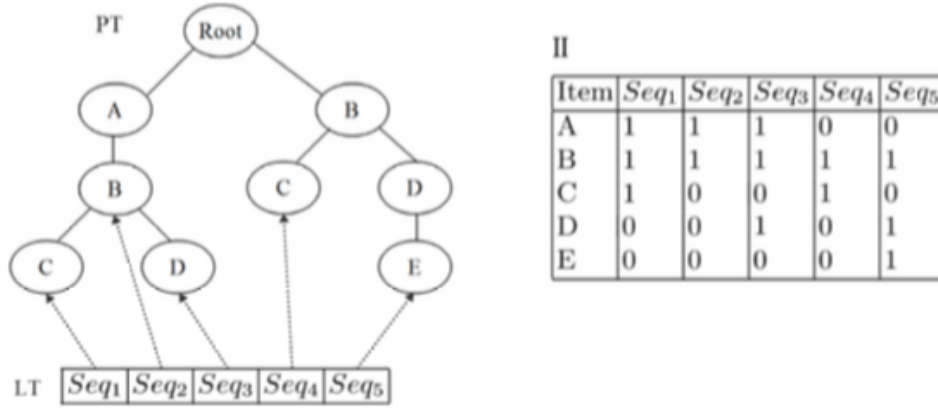 PT
Root
A
B
B
C
D
C
D
E
LT Seq1 Seq2 Seq3 Seq4 Seq5
II
Item Seq1 Seq2 Seq3 Seq4 Seq5
A 1 1 1 0 0
B 1 1 1 1 1
C 1 0 0 1 0
D 0 0 1 0 1
E 0 0 0 0 1